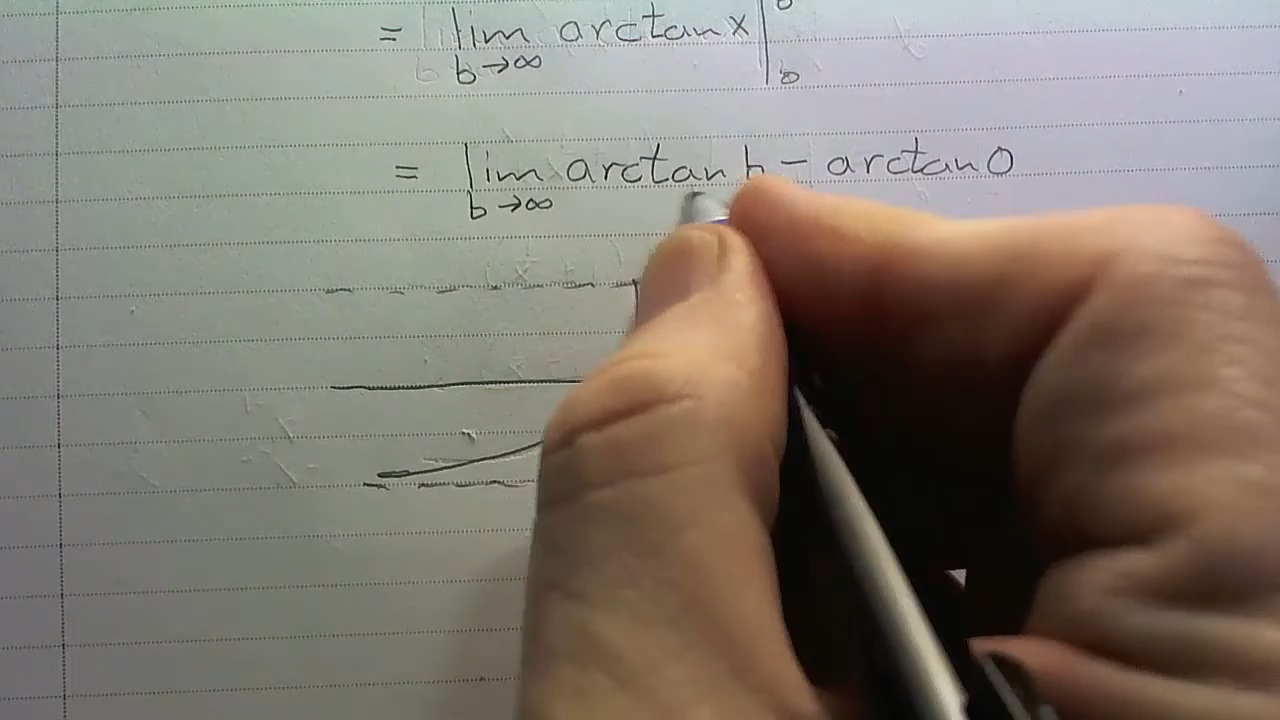 = lim arctan x | b
b→∞ b
= lim arctan b - arctan 0
b→∞